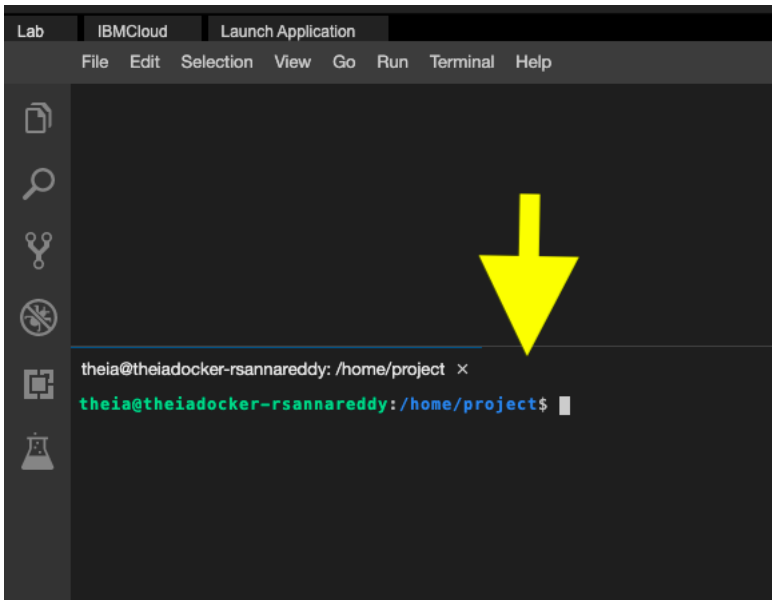 Lab IBMCloud Launch Application
File Edit Selection View Go Run Terminal Help
theia@theiadocker-rsannareddy: /home/project ×
theia@theiadocker-rsannareddy:/home/project$